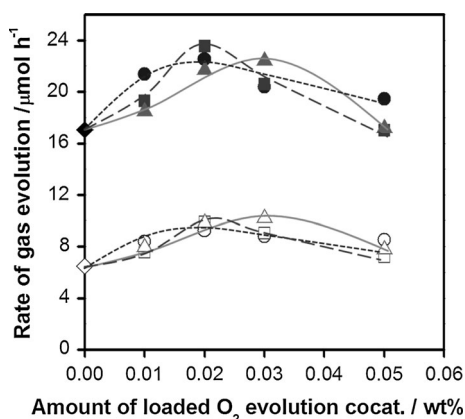 Rate of gas evolution /μmol h⁻¹
24
20
16
12
8
4
0
0.00 0.01 0.02 0.03 0.04 0.05 0.06
Amount of loaded O₂ evolution cocat. / wt%